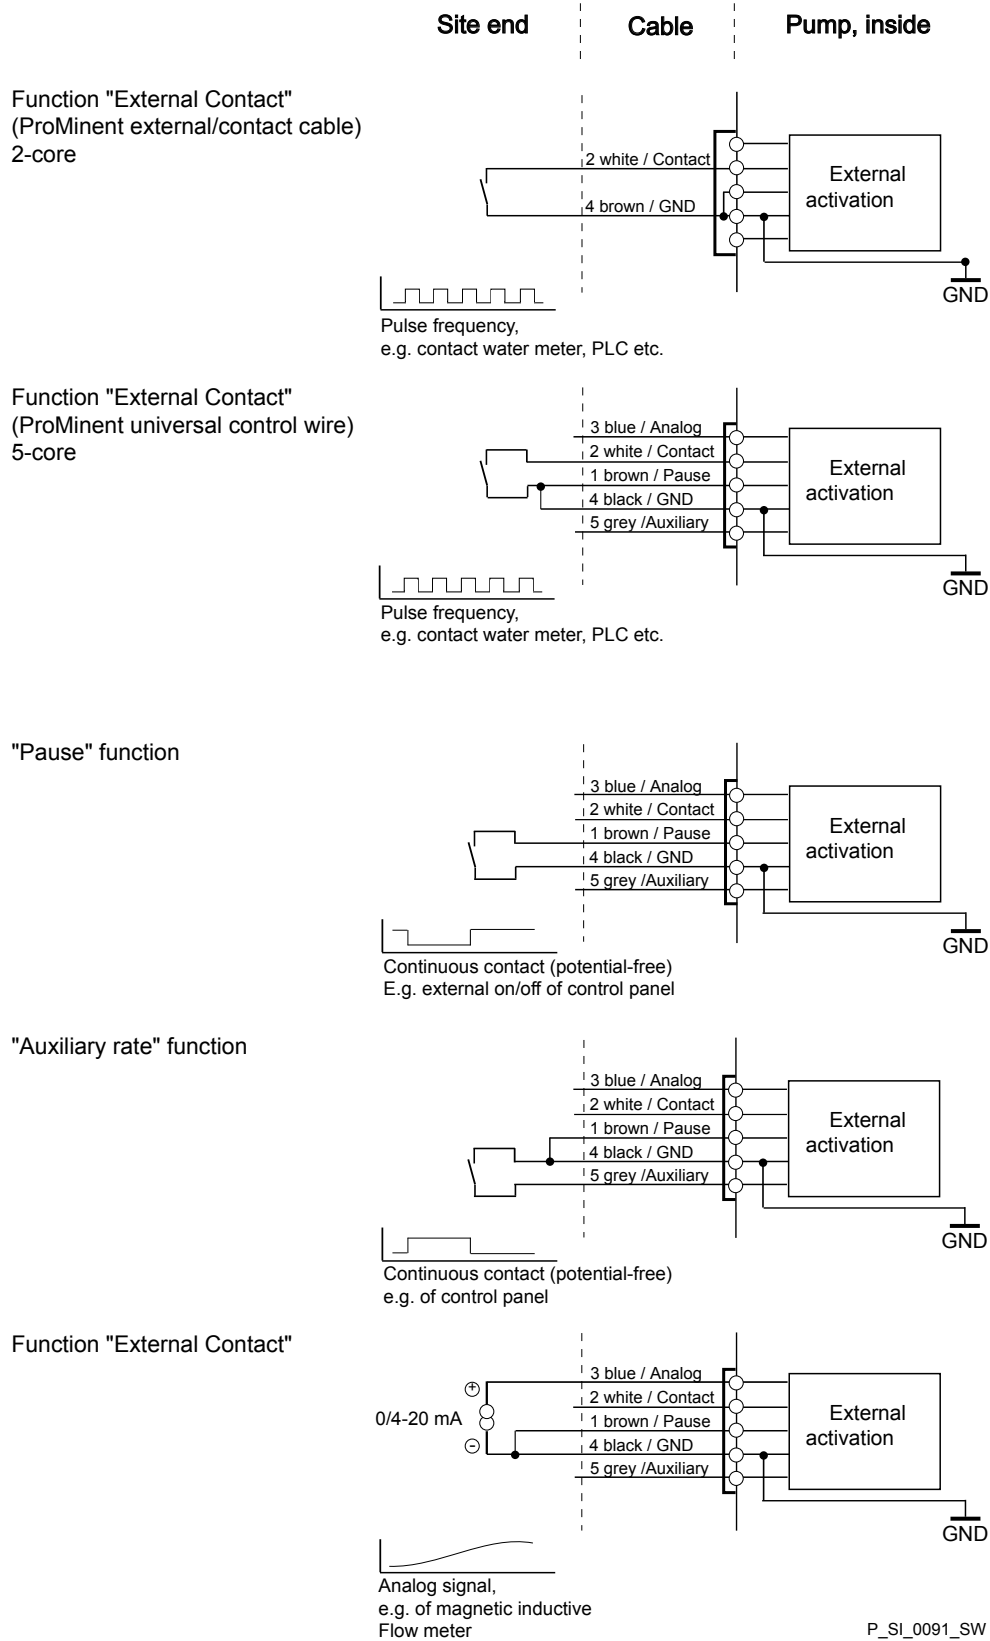 Site end
Cable
Pump, inside
Function "External Contact"
(ProMinent external/contact cable)
2-core
2 white / Contact
4 brown / GND
External
activation
GND
Pulse frequency,
e.g. contact water meter, PLC etc.
Function "External Contact"
(ProMinent universal control wire)
5-core
3 blue / Analog
2 white / Contact
1 brown / Pause
4 black / GND
5 grey /Auxiliary
External
activation
GND
Pulse frequency,
e.g. contact water meter, PLC etc.
"Pause" function
3 blue / Analog
2 white / Contact
1 brown / Pause
4 black / GND
5 grey /Auxiliary
External
activation
GND
Continuous contact (potential-free)
E.g. external on/off of control panel
"Auxiliary rate" function
3 blue / Analog
2 white / Contact
1 brown / Pause
4 black / GND
5 grey /Auxiliary
External
activation
GND
Continuous contact (potential-free)
e.g. of control panel
Function "External Contact"
+
0/4-20 mA
-
3 blue / Analog
2 white / Contact
1 brown / Pause
4 black / GND
5 grey /Auxiliary
External
activation
GND
Analog signal,
e.g. of magnetic inductive
Flow meter
P_SI_0091_SW